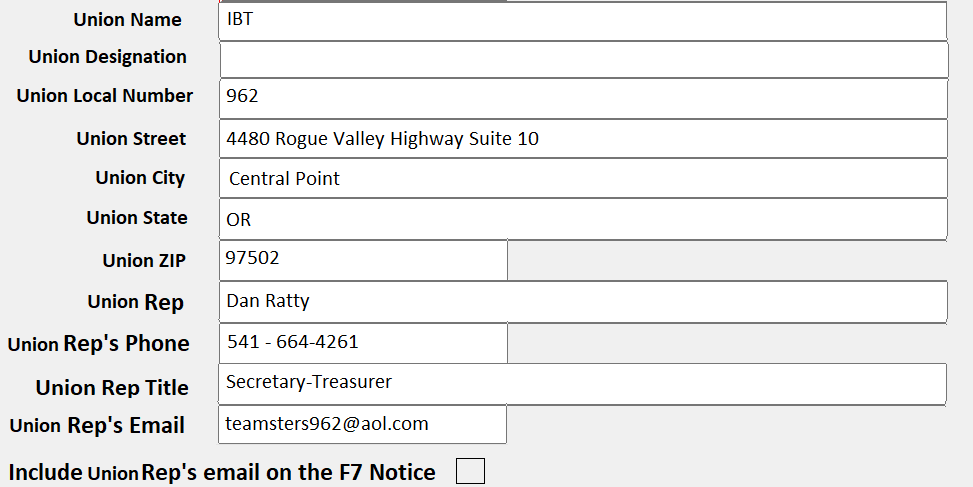 Union Name IBT
Union Designation
Union Local Number 962
Union Street 4480 Rogue Valley Highway Suite 10
Union City Central Point
Union State OR
Union ZIP 97502
Union Rep Dan Ratty
Union Rep's Phone 541 - 664-4261
Union Rep Title Secretary-Treasurer
Union Rep's Email teamsters962@aol.com
Include Union Rep's email on the F7 Notice